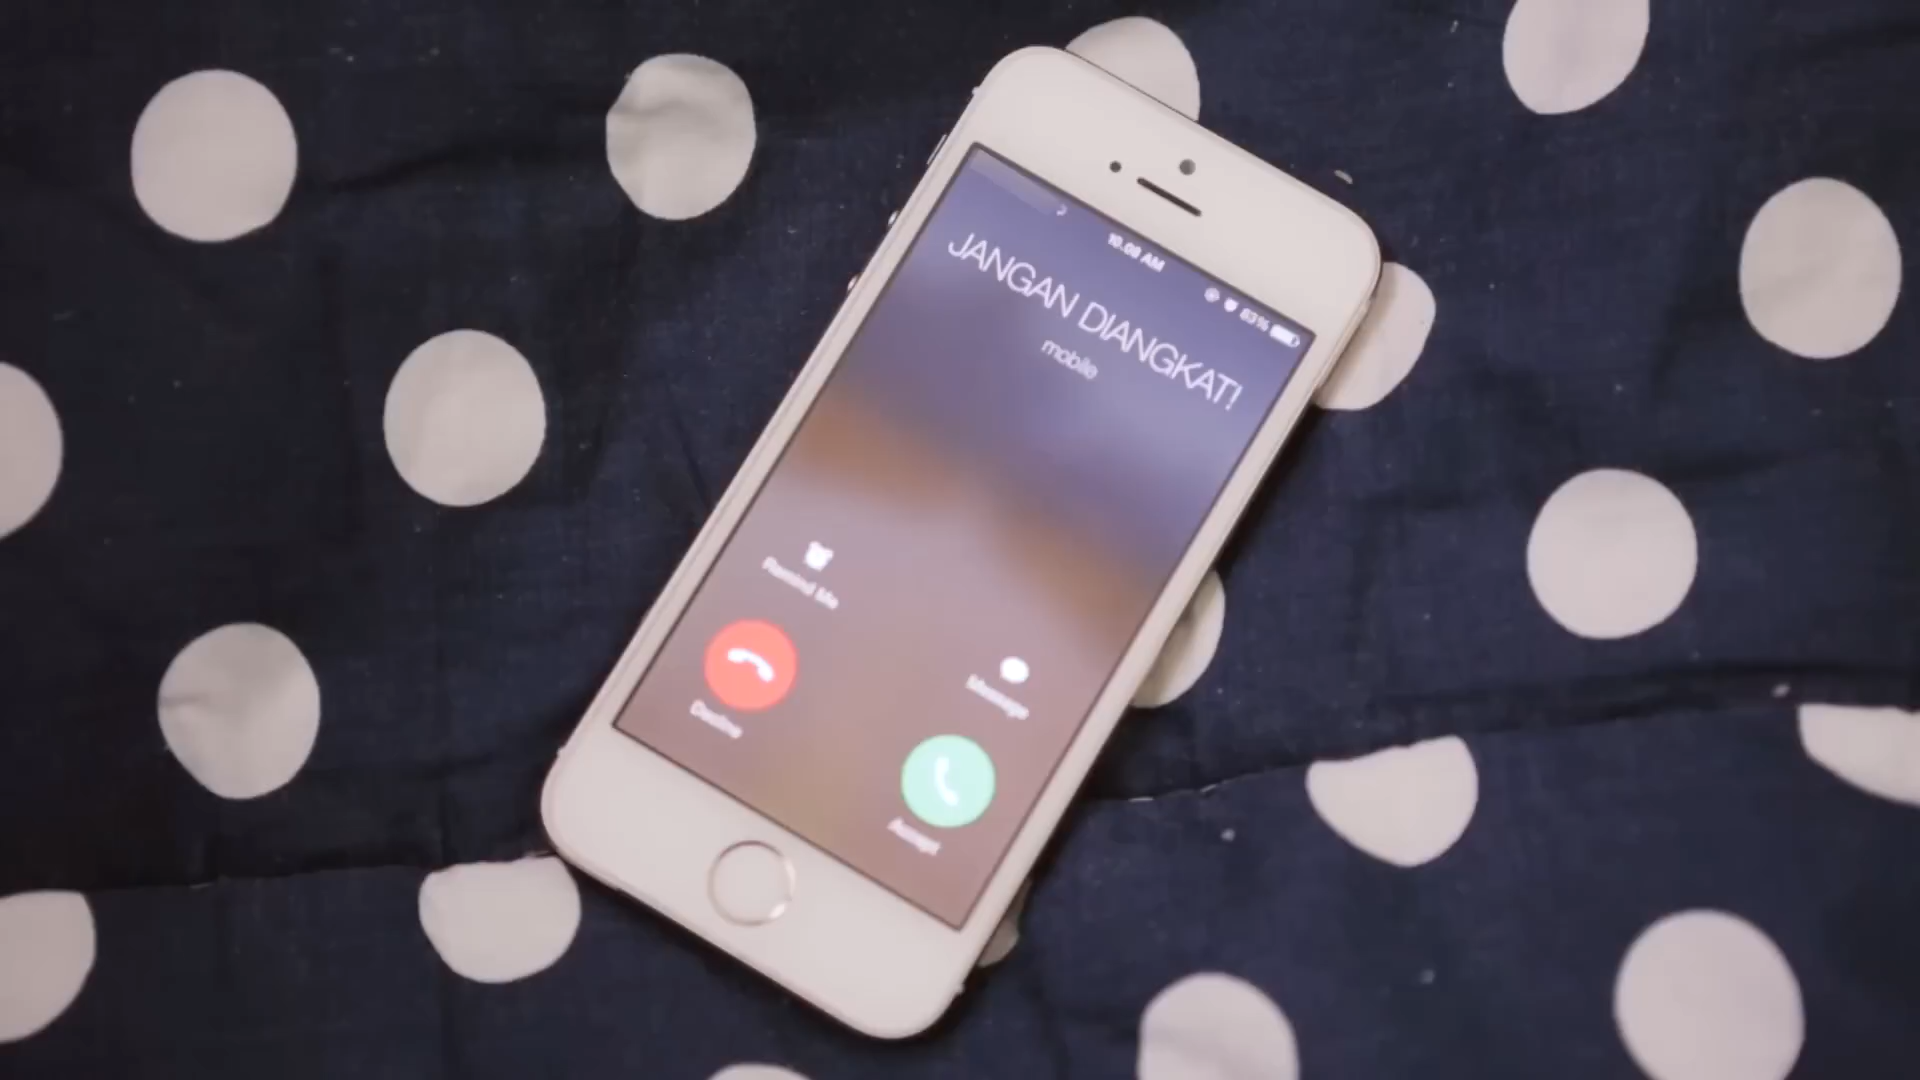 10.09 AM
83%
JANGAN DIANGKAT!
mobile
Remind Me
Message
Decline
Accept